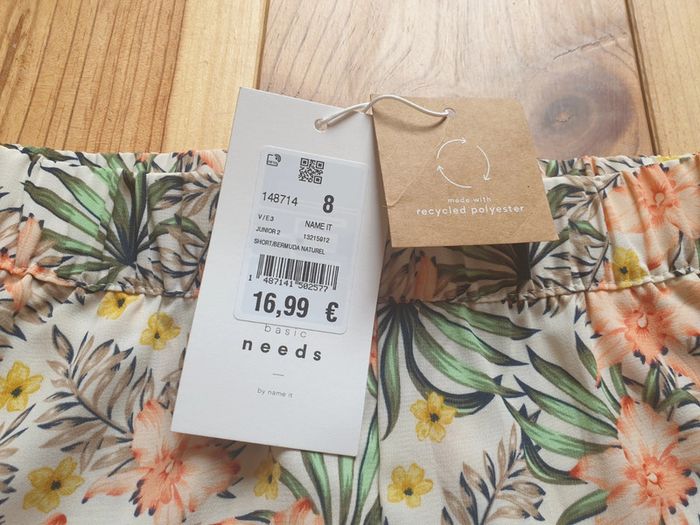 148714 8
V/E3 NAME IT
JUNIOR 2 13215912
SHORT/BERMUDA NATUREL
1 487141 502577
16,99 €
basic
needs
by name it
made with
recycled polyester